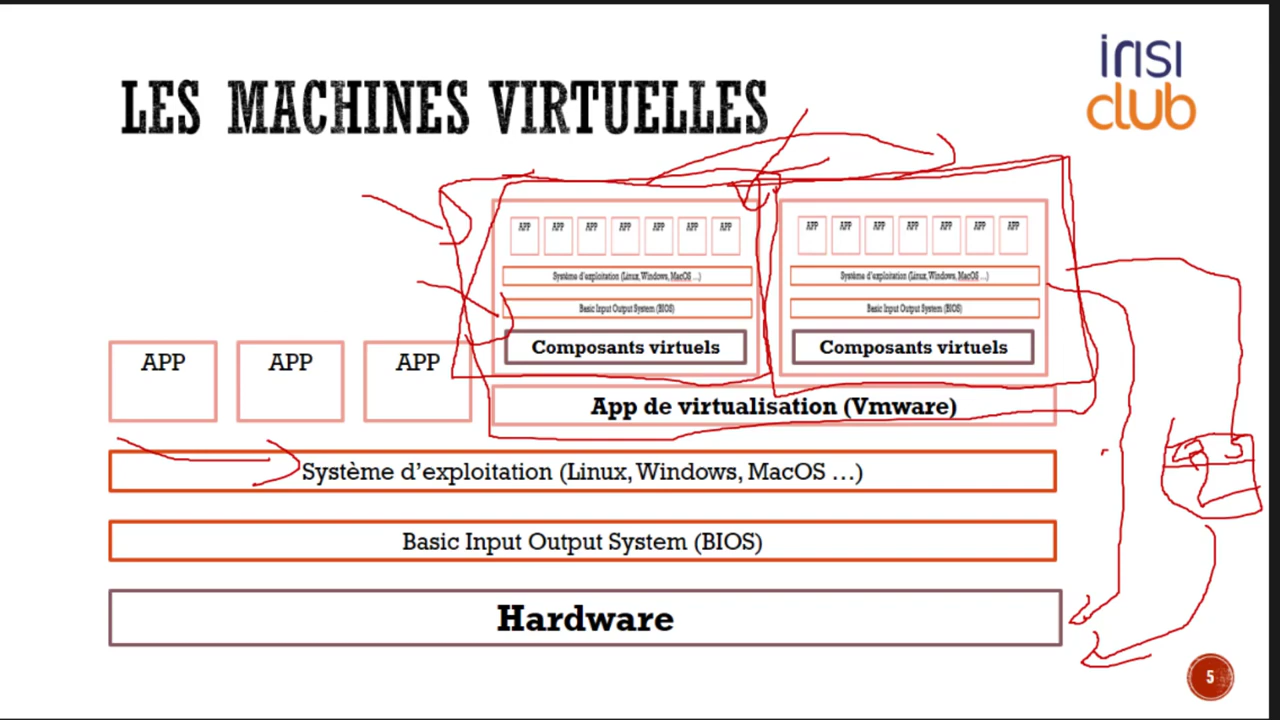 LES MACHINES VIRTUELLES
irisi
club
APP APP APP APP APP APP APP
Système d'exploitation (Linux, Windows, MacOS ...)
Basic Input Output System (BIOS)
Composants virtuels
APP APP APP APP APP APP APP
Système d'exploitation (Linux, Windows, MacOS ...)
Basic Input Output System (BIOS)
Composants virtuels
APP APP APP
App de virtualisation (Vmware)
Système d'exploitation (Linux, Windows, MacOS ...)
Basic Input Output System (BIOS)
Hardware
5